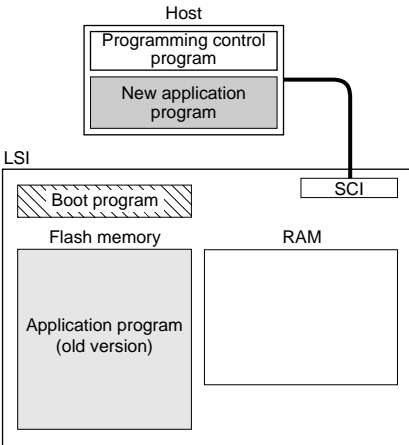 Host
Programming control
program
New application
program
LSI
SCI
Boot program
Flash memory
RAM
Application program
(old version)